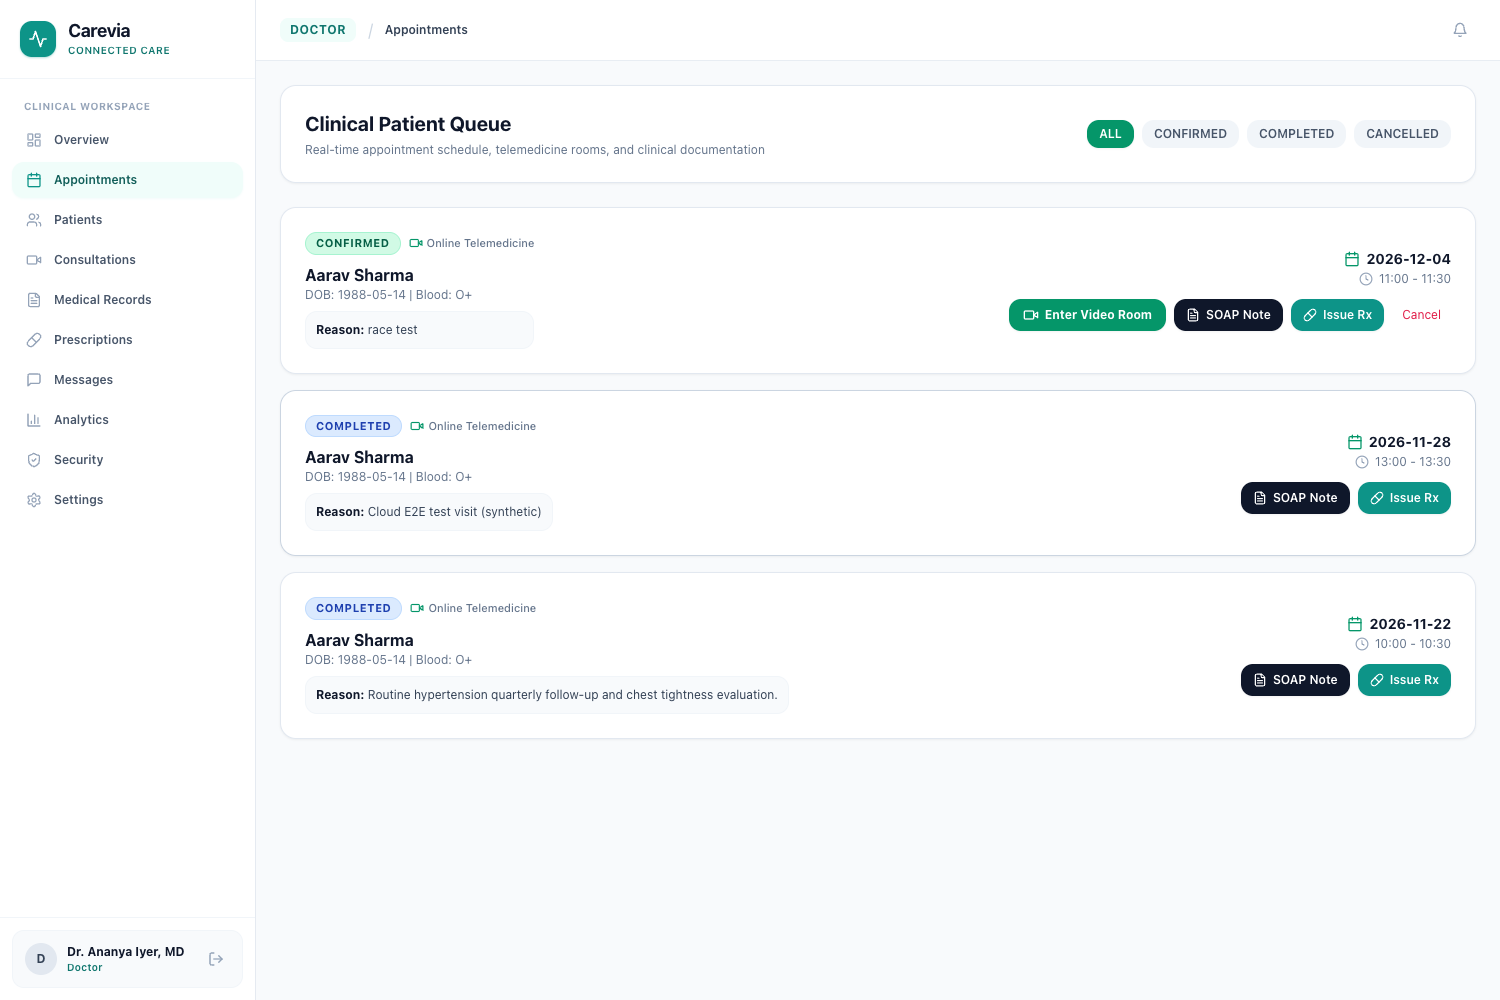 Carevia
CONNECTED CARE
CLINICAL WORKSPACE
Overview
Appointments
Patients
Consultations
Medical Records
Prescriptions
Messages
Analytics
Security
Settings
D
Dr. Ananya Iyer, MD
Doctor
DOCTOR / Appointments
Clinical Patient Queue
Real-time appointment schedule, telemedicine rooms, and clinical documentation
ALL CONFIRMED COMPLETED CANCELLED
CONFIRMED Online Telemedicine
Aarav Sharma
DOB: 1988-05-14 | Blood: O+
Reason: race test
2026-12-04
11:00 - 11:30
Enter Video Room SOAP Note Issue Rx Cancel
COMPLETED Online Telemedicine
Aarav Sharma
DOB: 1988-05-14 | Blood: O+
Reason: Cloud E2E test visit (synthetic)
2026-11-28
13:00 - 13:30
SOAP Note Issue Rx
COMPLETED Online Telemedicine
Aarav Sharma
DOB: 1988-05-14 | Blood: O+
Reason: Routine hypertension quarterly follow-up and chest tightness evaluation.
2026-11-22
10:00 - 10:30
SOAP Note Issue Rx